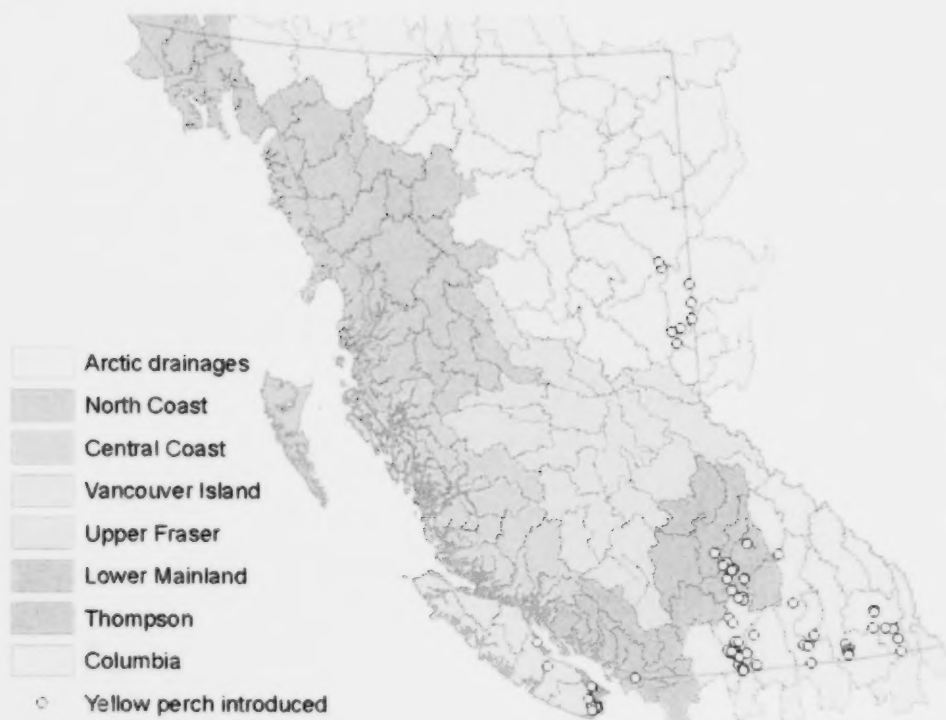 Arctic drainages
North Coast
Central Coast
Vancouver Island
Upper Fraser
Lower Mainland
Thompson
Columbia
Yellow perch introduced